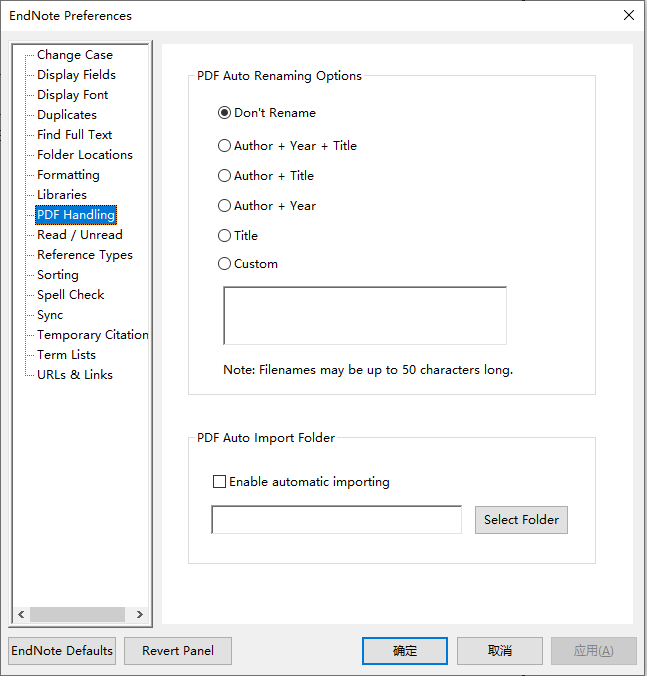 EndNote Preferences
Change Case
Display Fields
Display Font
Duplicates
Find Full Text
Folder Locations
Formatting
Libraries
PDF Handling
Read / Unread
Reference Types
Sorting
Spell Check
Sync
Temporary Citation
Term Lists
URLs & Links
PDF Auto Renaming Options
Don't Rename
Author + Year + Title
Author + Title
Author + Year
Title
Custom
Note: Filenames may be up to 50 characters long.
PDF Auto Import Folder
Enable automatic importing
Select Folder
EndNote Defaults
Revert Panel
确定
取消
应用(A)